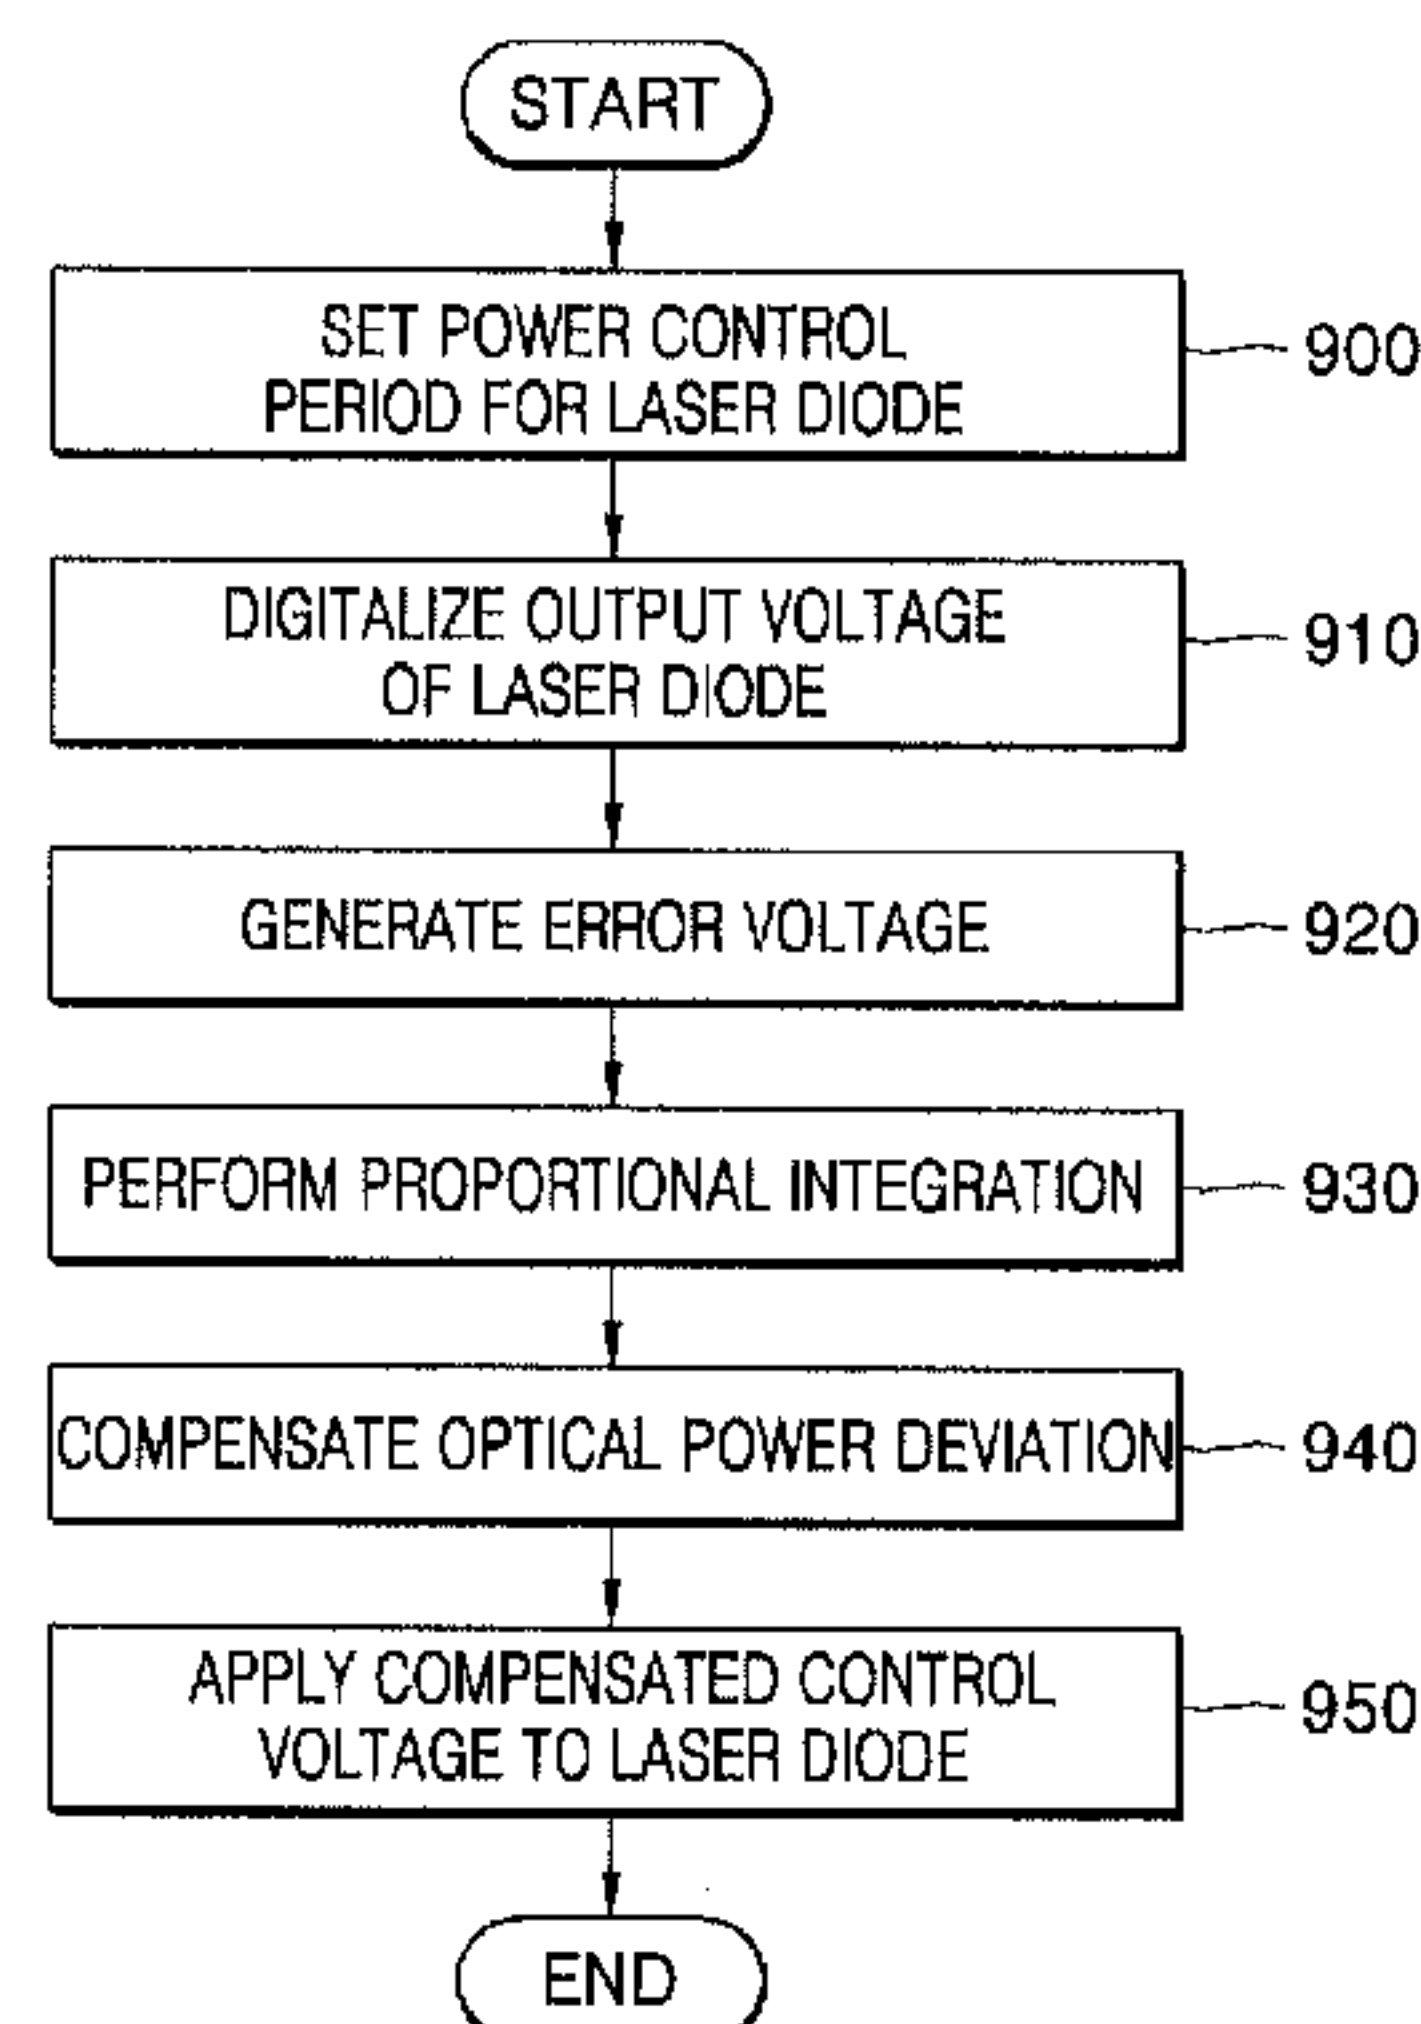 START
SET POWER CONTROL
PERIOD FOR LASER DIODE
900
DIGITALIZE OUTPUT VOLTAGE
OF LASER DIODE
910
GENERATE ERROR VOLTAGE
920
PERFORM PROPORTIONAL INTEGRATION
930
COMPENSATE OPTICAL POWER DEVIATION
940
APPLY COMPENSATED CONTROL
VOLTAGE TO LASER DIODE
950
END